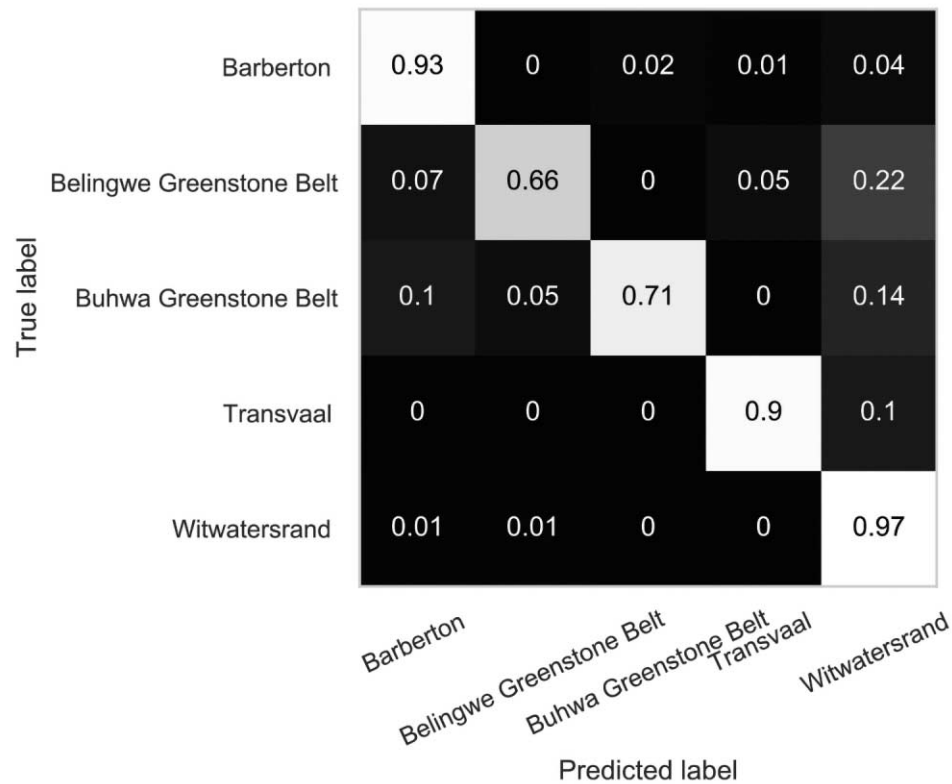 Barberton 0.93 0 0.02 0.01 0.04
Belingwe Greenstone Belt 0.07 0.66 0 0.05 0.22
Buhwa Greenstone Belt 0.1 0.05 0.71 0 0.14
Transvaal 0 0 0 0.9 0.1
Witwatersrand 0.01 0.01 0 0 0.97
True label
Barberton
Belingwe Greenstone Belt
Buhwa Greenstone Belt
Transvaal
Witwatersrand
Predicted label